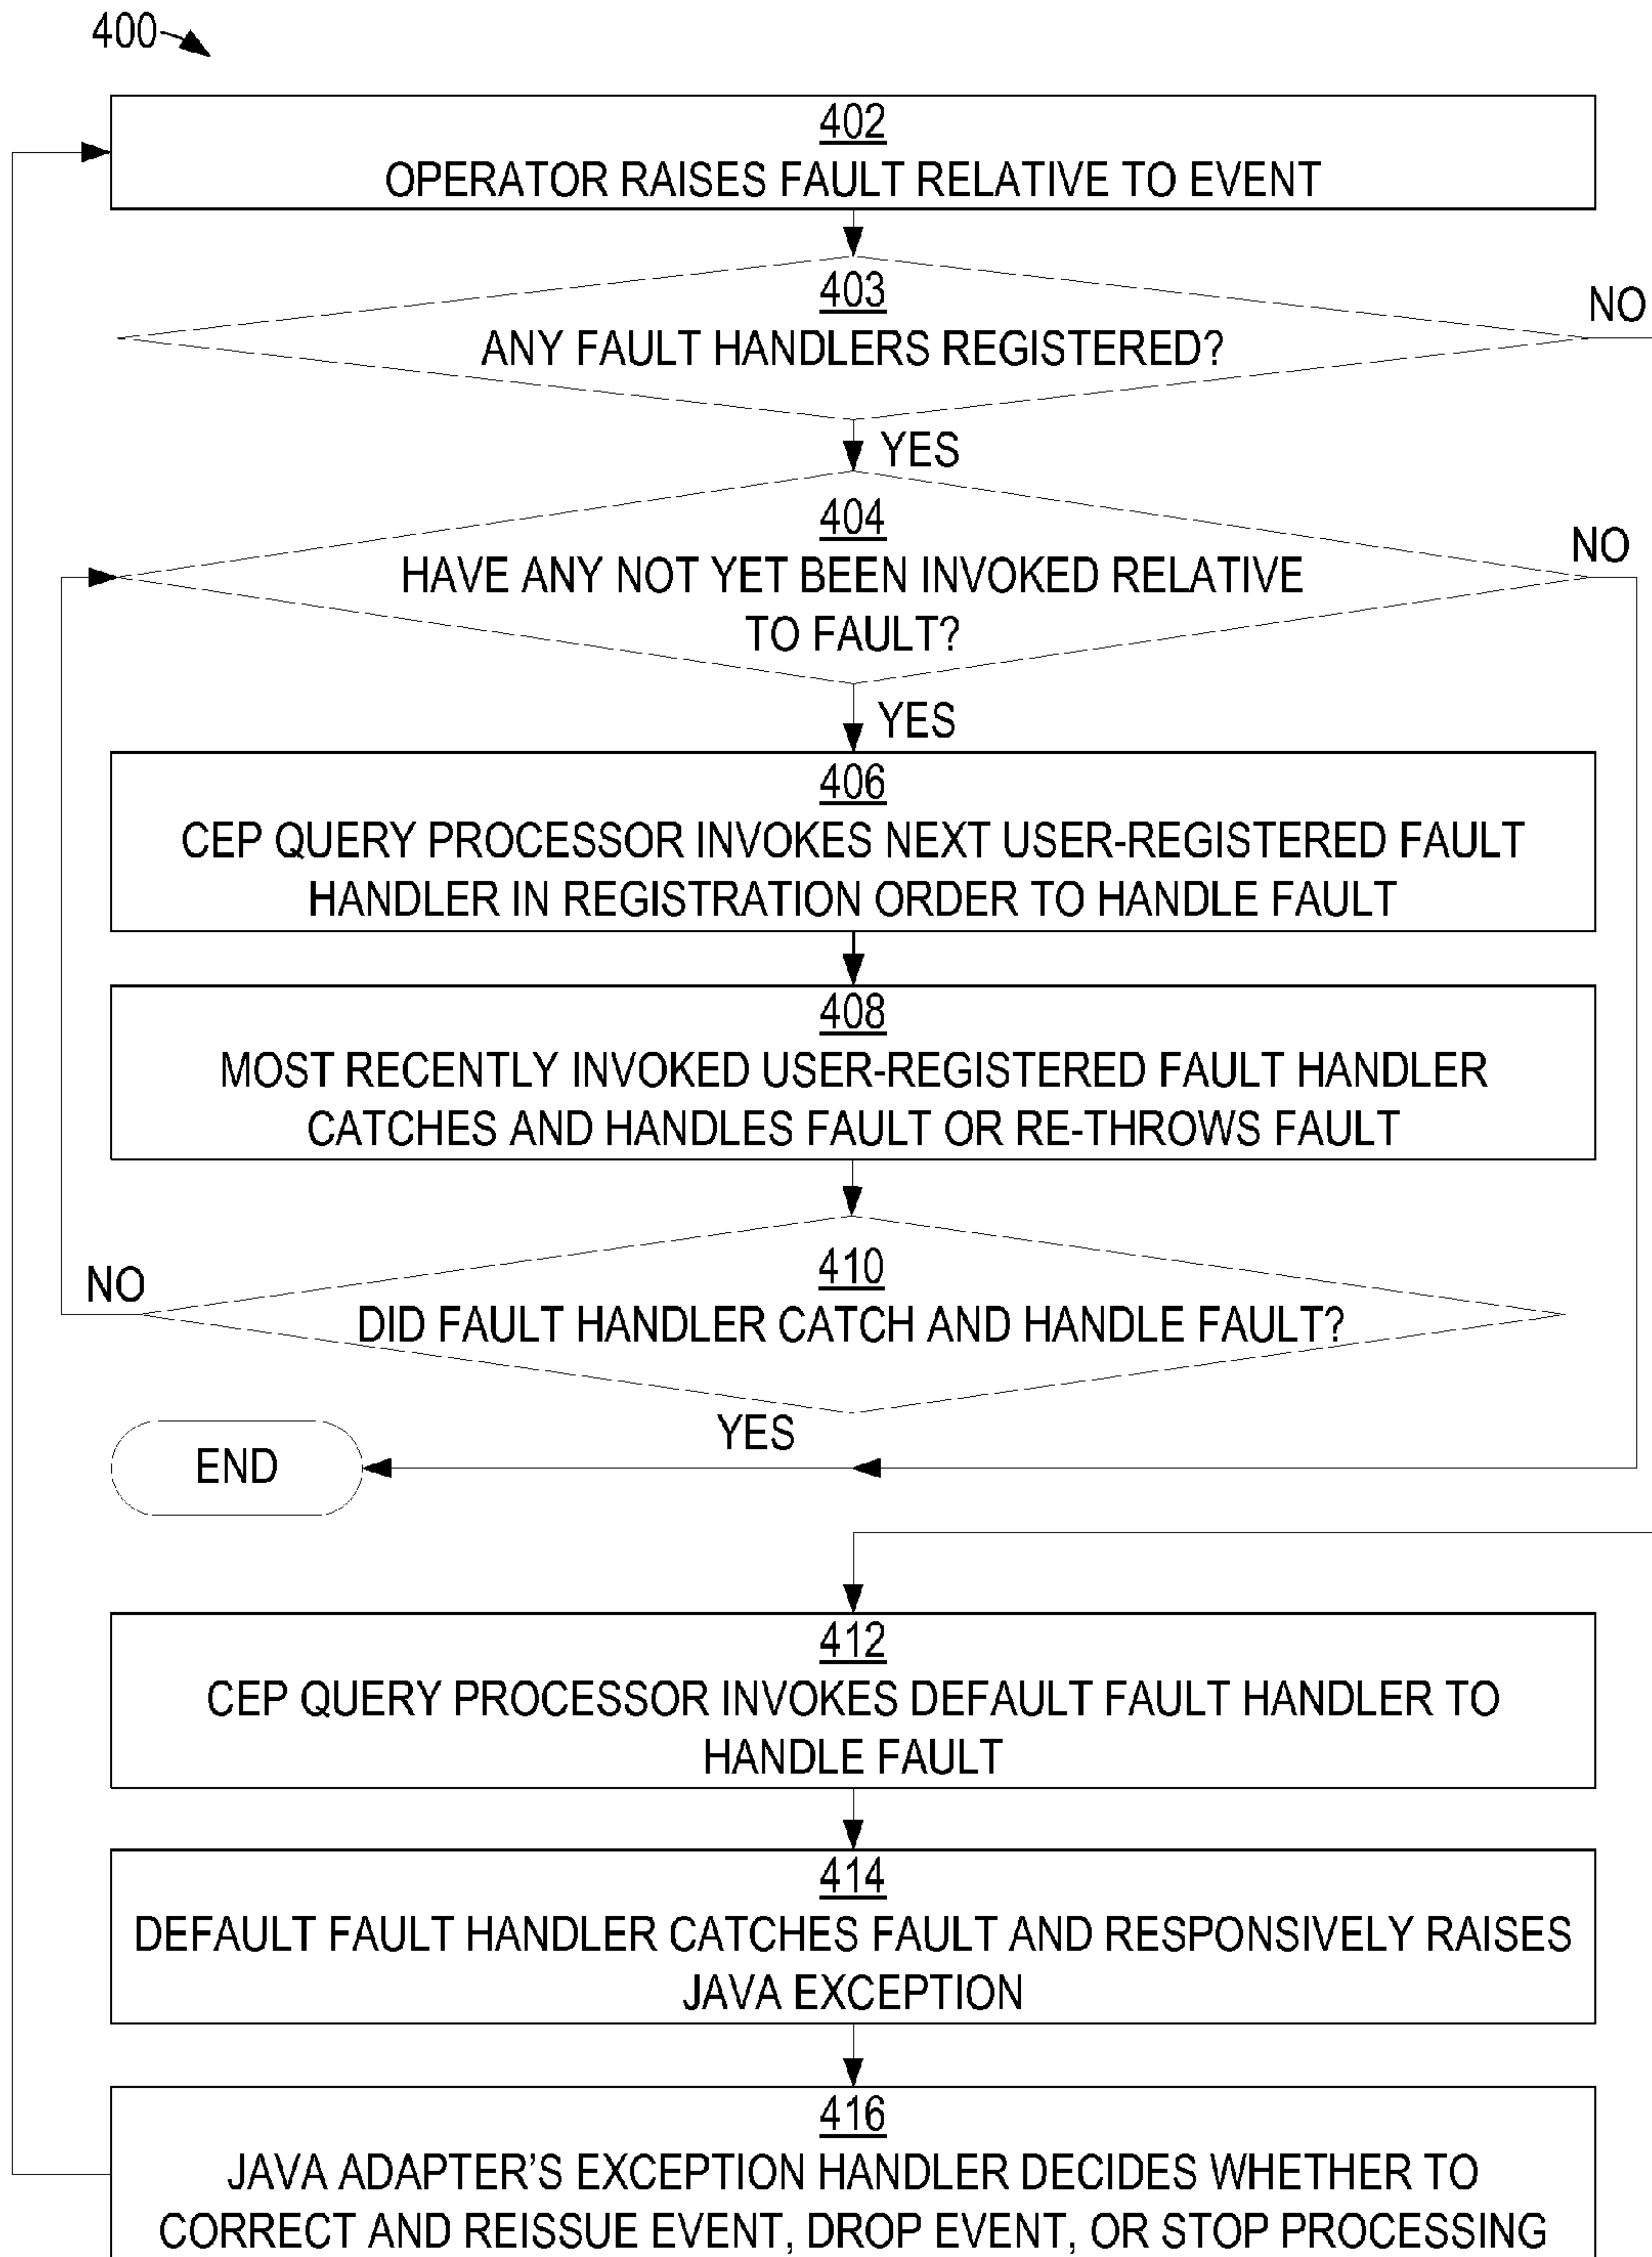 400
402
OPERATOR RAISES FAULT RELATIVE TO EVENT
403
ANY FAULT HANDLERS REGISTERED?
NO
YES
404
HAVE ANY NOT YET BEEN INVOKED RELATIVE
TO FAULT?
NO
YES
406
CEP QUERY PROCESSOR INVOKES NEXT USER-REGISTERED FAULT
HANDLER IN REGISTRATION ORDER TO HANDLE FAULT
408
MOST RECENTLY INVOKED USER-REGISTERED FAULT HANDLER
CATCHES AND HANDLES FAULT OR RE-THROWS FAULT
NO
410
DID FAULT HANDLER CATCH AND HANDLE FAULT?
YES
END
412
CEP QUERY PROCESSOR INVOKES DEFAULT FAULT HANDLER TO
HANDLE FAULT
414
DEFAULT FAULT HANDLER CATCHES FAULT AND RESPONSIVELY RAISES
JAVA EXCEPTION
416
JAVA ADAPTER'S EXCEPTION HANDLER DECIDES WHETHER TO
CORRECT AND REISSUE EVENT, DROP EVENT, OR STOP PROCESSING